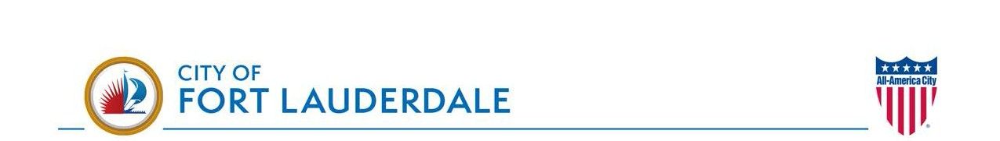 CITY OF
FORT LAUDERDALE
All-America City
®